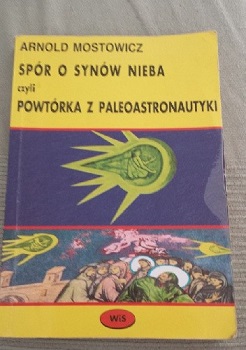 ARNOLD MOSTOWICZ
SPÓR O SYNÓW NIEBA
czyli
POWTÓRKA Z PALEOASTRONAUTYKI
WiS